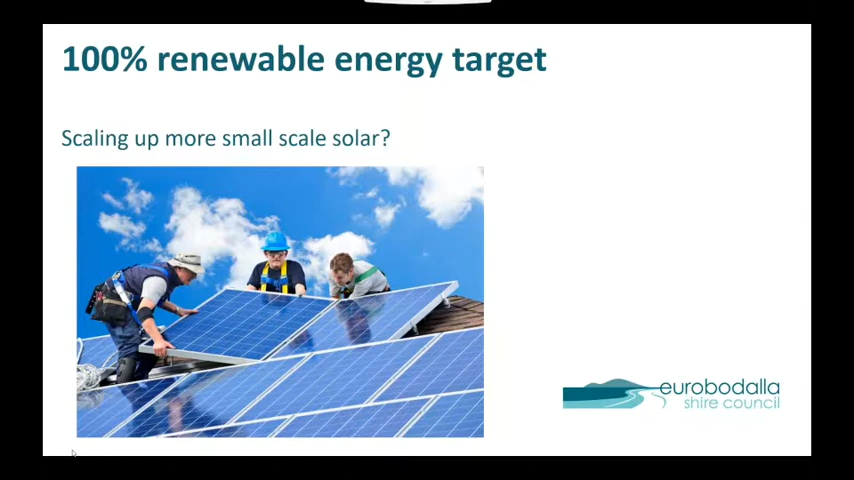 100% renewable energy target
Scaling up more small scale solar?
eurobodalla
shire council